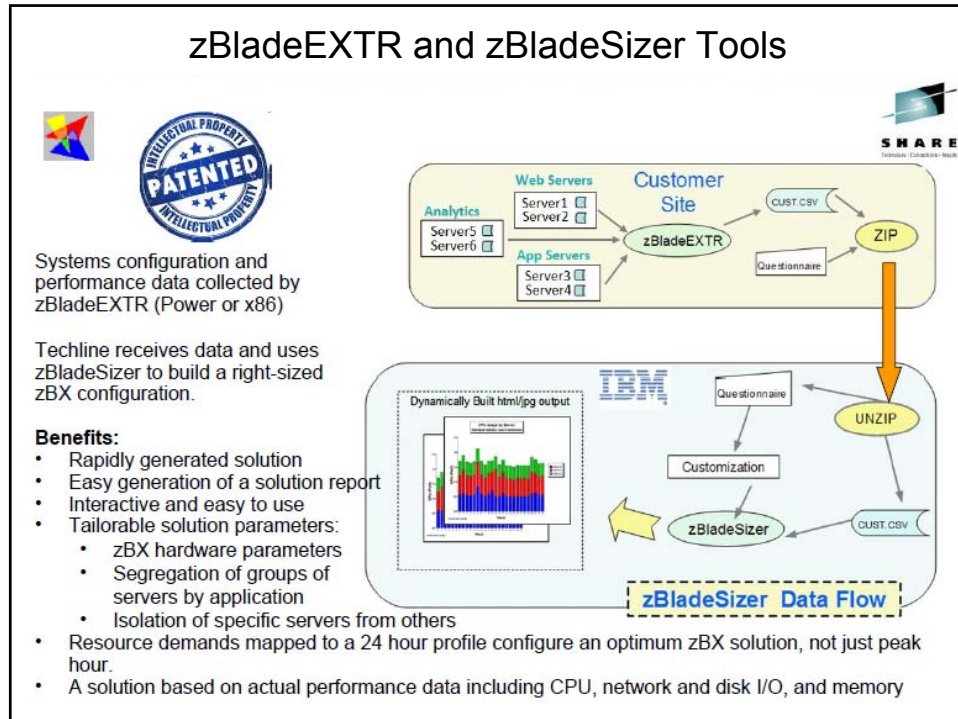 zBladeEXTR and zBladeSizer Tools
INTELLECTUAL PROPERTY
PATENTED
INTELLECTUAL PROPERTY
SHARE
Technology · Connections · Results
Systems configuration and
performance data collected by
zBladeEXTR (Power or x86)
Techline receives data and uses
zBladeSizer to build a right-sized
zBX configuration.
Benefits:
• Rapidly generated solution
• Easy generation of a solution report
• Interactive and easy to use
• Tailorable solution parameters:
• zBX hardware parameters
• Segregation of groups of
servers by application
• Isolation of specific servers from others
• Resource demands mapped to a 24 hour profile configure an optimum zBX solution, not just peak
hour.
• A solution based on actual performance data including CPU, network and disk I/O, and memory
Customer
Site
Web Servers
Server1
Server2
Analytics
Server5
Server6
App Servers
Server3
Server4
zBladeEXTR
CUST.CSV
Questionnaire
ZIP
IBM
Dynamically Built html/jpg output
Questionnaire
UNZIP
Customization
zBladeSizer
CUST.CSV
zBladeSizer Data Flow